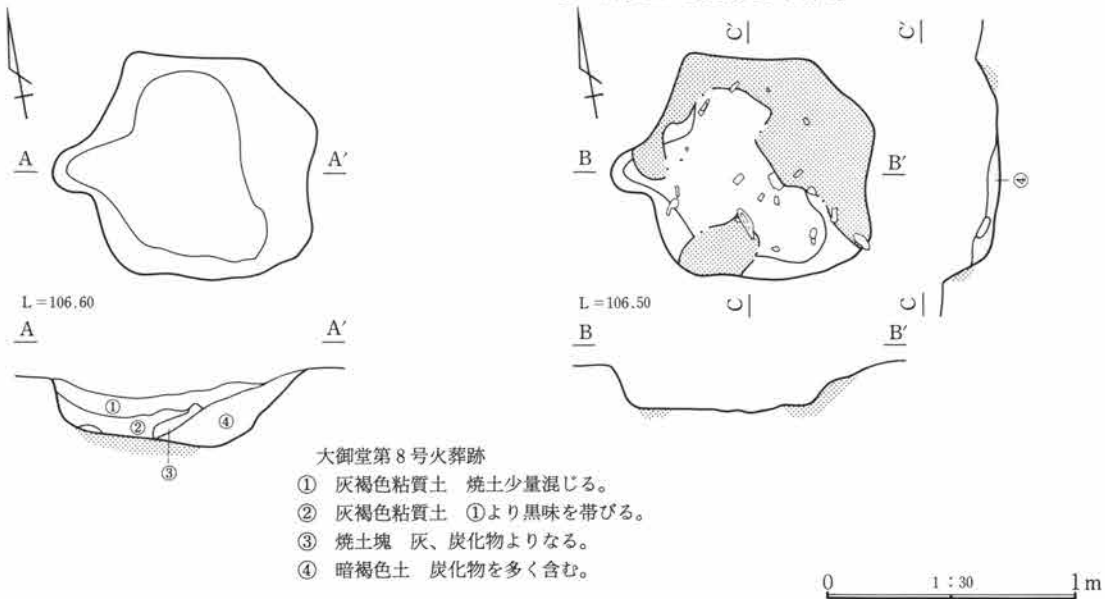 A
A′
L=106.60
A
A′
①
②
③
④
B
B′
C′
C
L=106.50
B
B′
C′
C
④
大御堂第8号火葬跡
① 灰褐色粘質土 焼土少量混じる。
② 灰褐色粘質土 ①より黒味を帯びる。
③ 焼土塊 灰、炭化物よりなる。
④ 暗褐色土 炭化物を多く含む。
0 1:30 1m